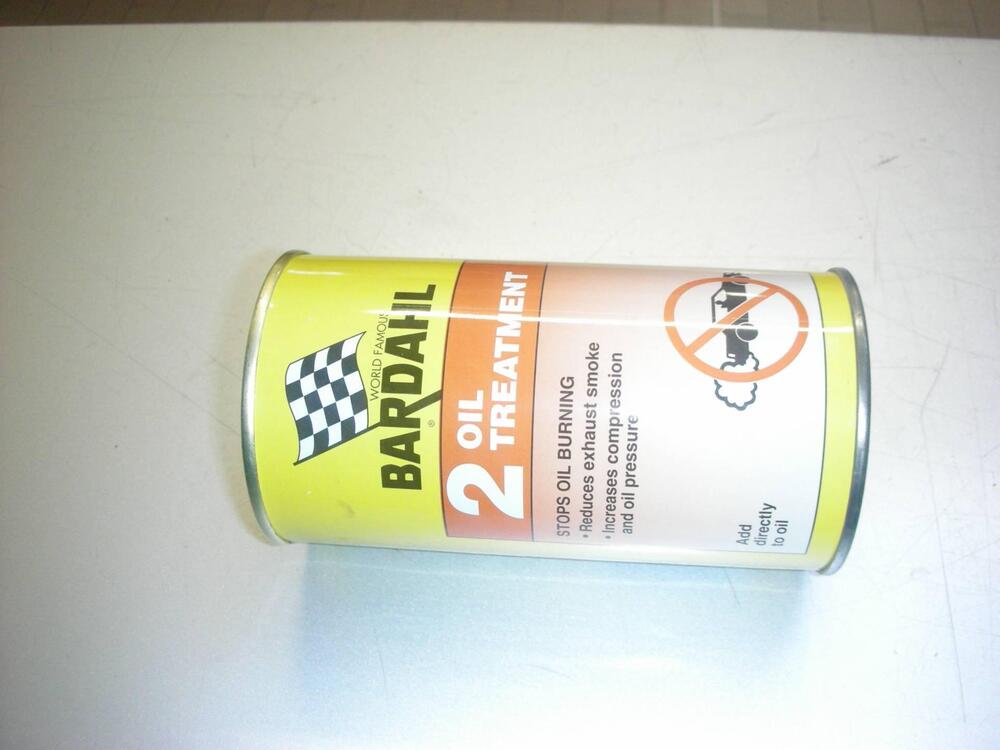 WORLD FAMOUS
BARDAHL
®
2 OIL
TREATMENT
STOPS OIL BURNING
* Reduces exhaust smoke
* Increases compression
and oil pressure
Add
directly
to oil